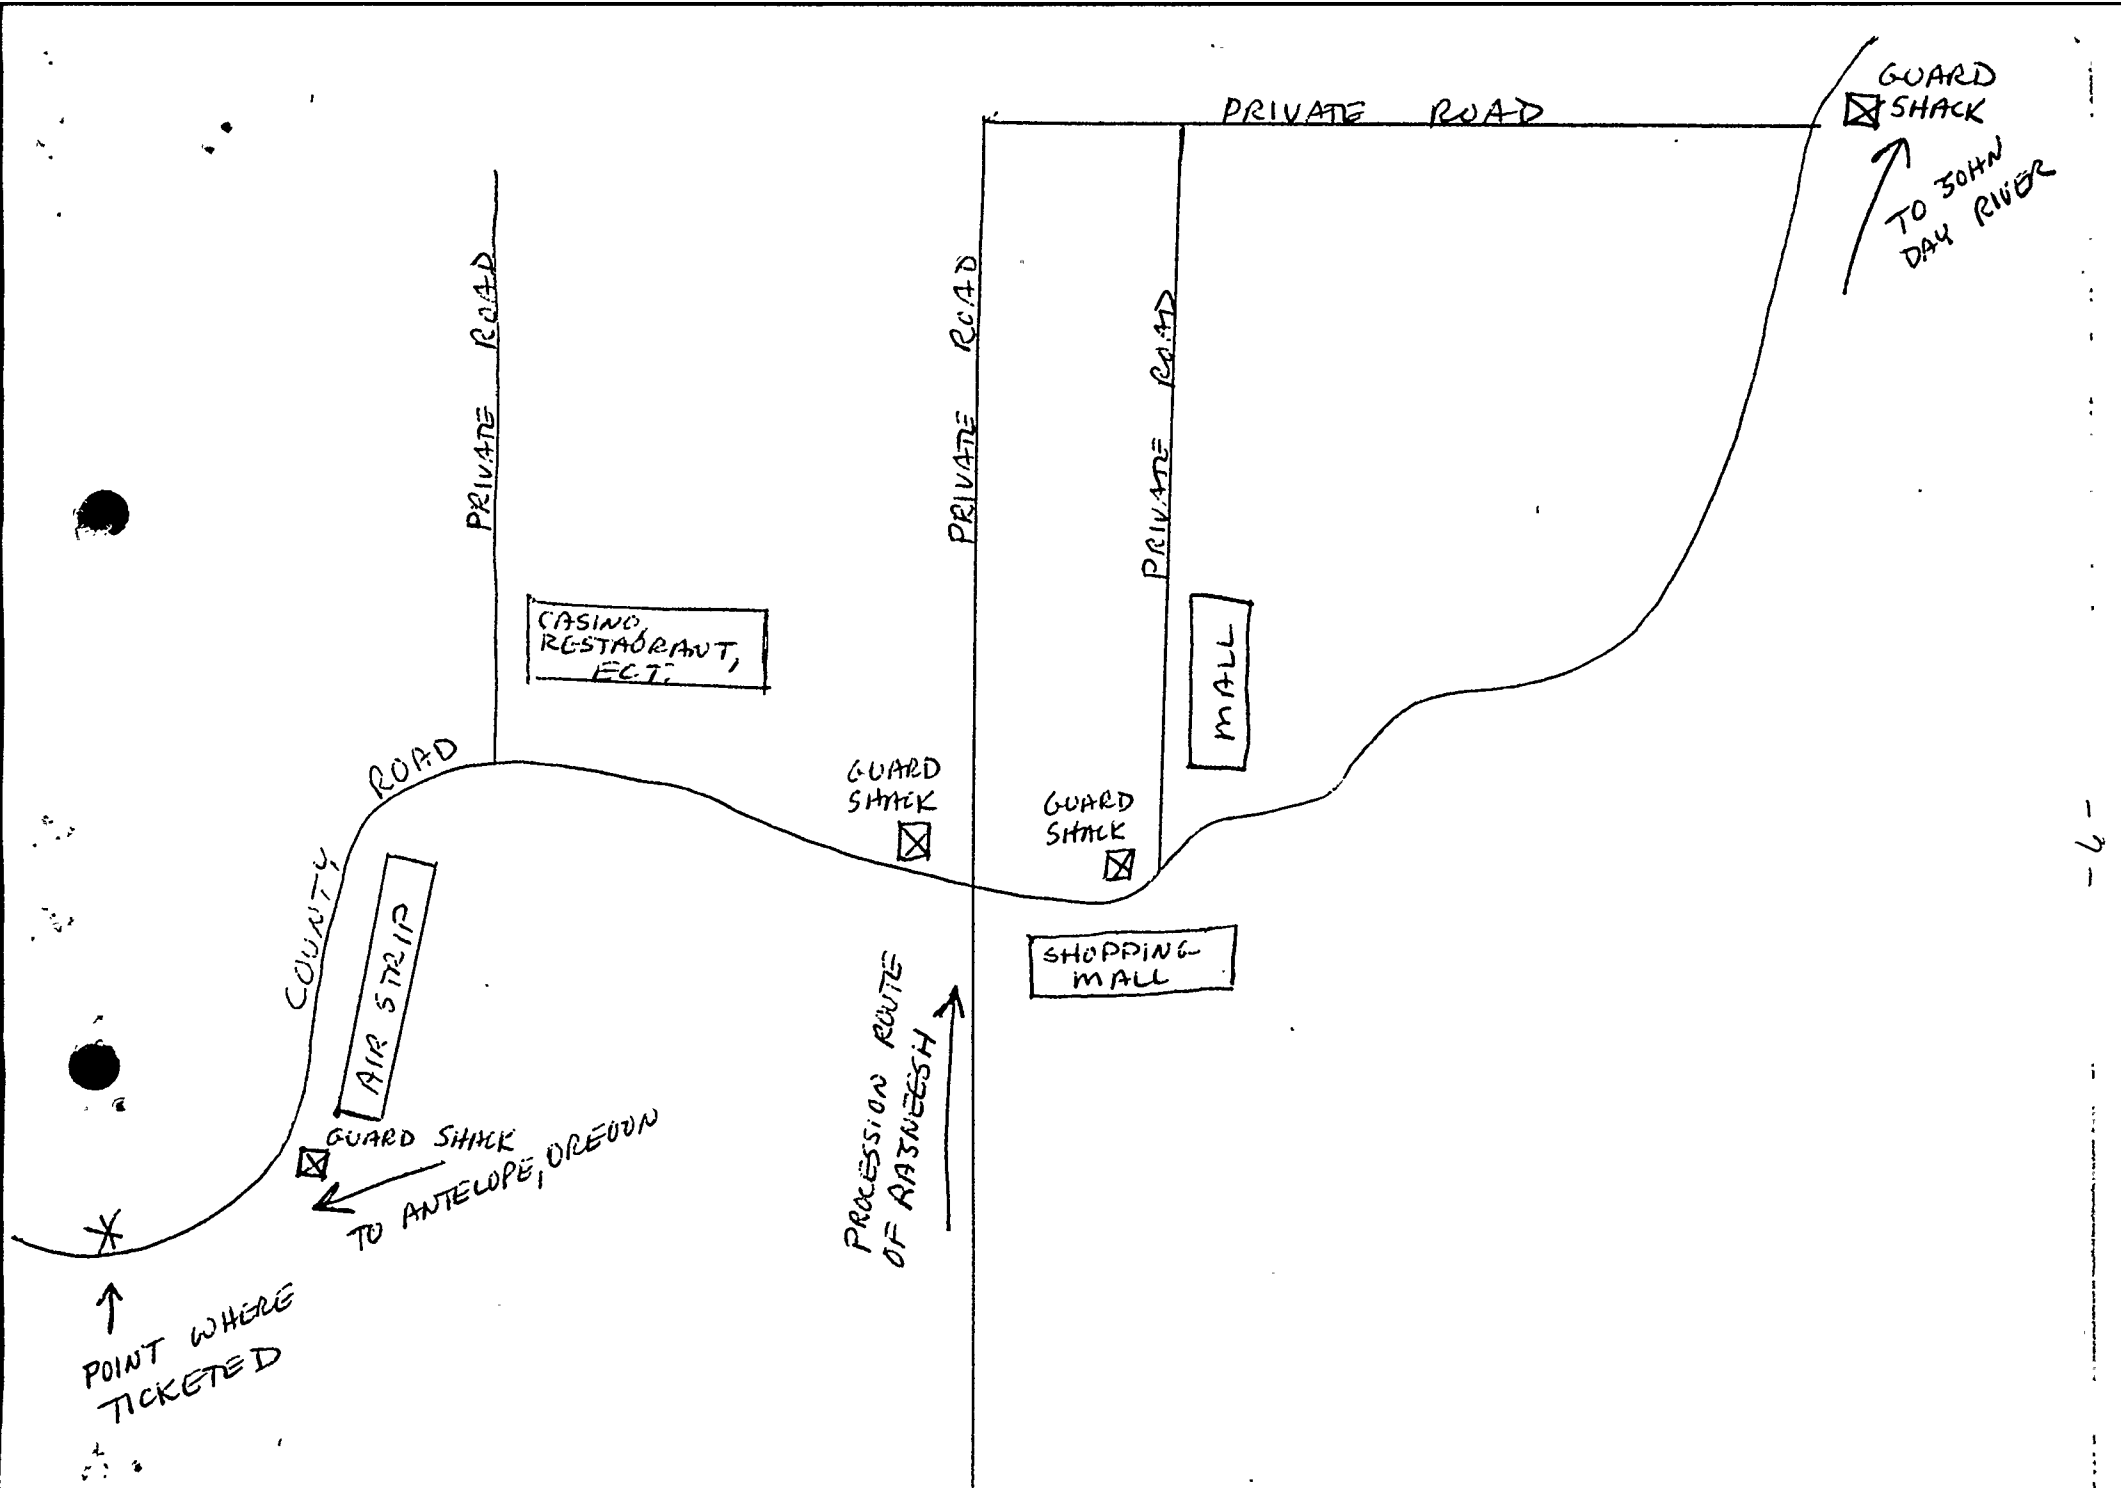 PRIVATE ROAD
GUARD
SHACK
TO JOHN
DAY RIVER
PRIVATE ROAD
PRIVATE ROAD
PRIVATE ROAD
CASINO,
RESTAORANT,
ECT.
MALL
COUNTY ROAD
GUARD
SHACK
GUARD
SHACK
AIR STRIP
SHOPPING
MALL
PROCESSION ROUTE
OF RAJNEESH
GUARD SHACK
TO ANTELOPE, OREGON
POINT WHERE
TICKETED
-4-